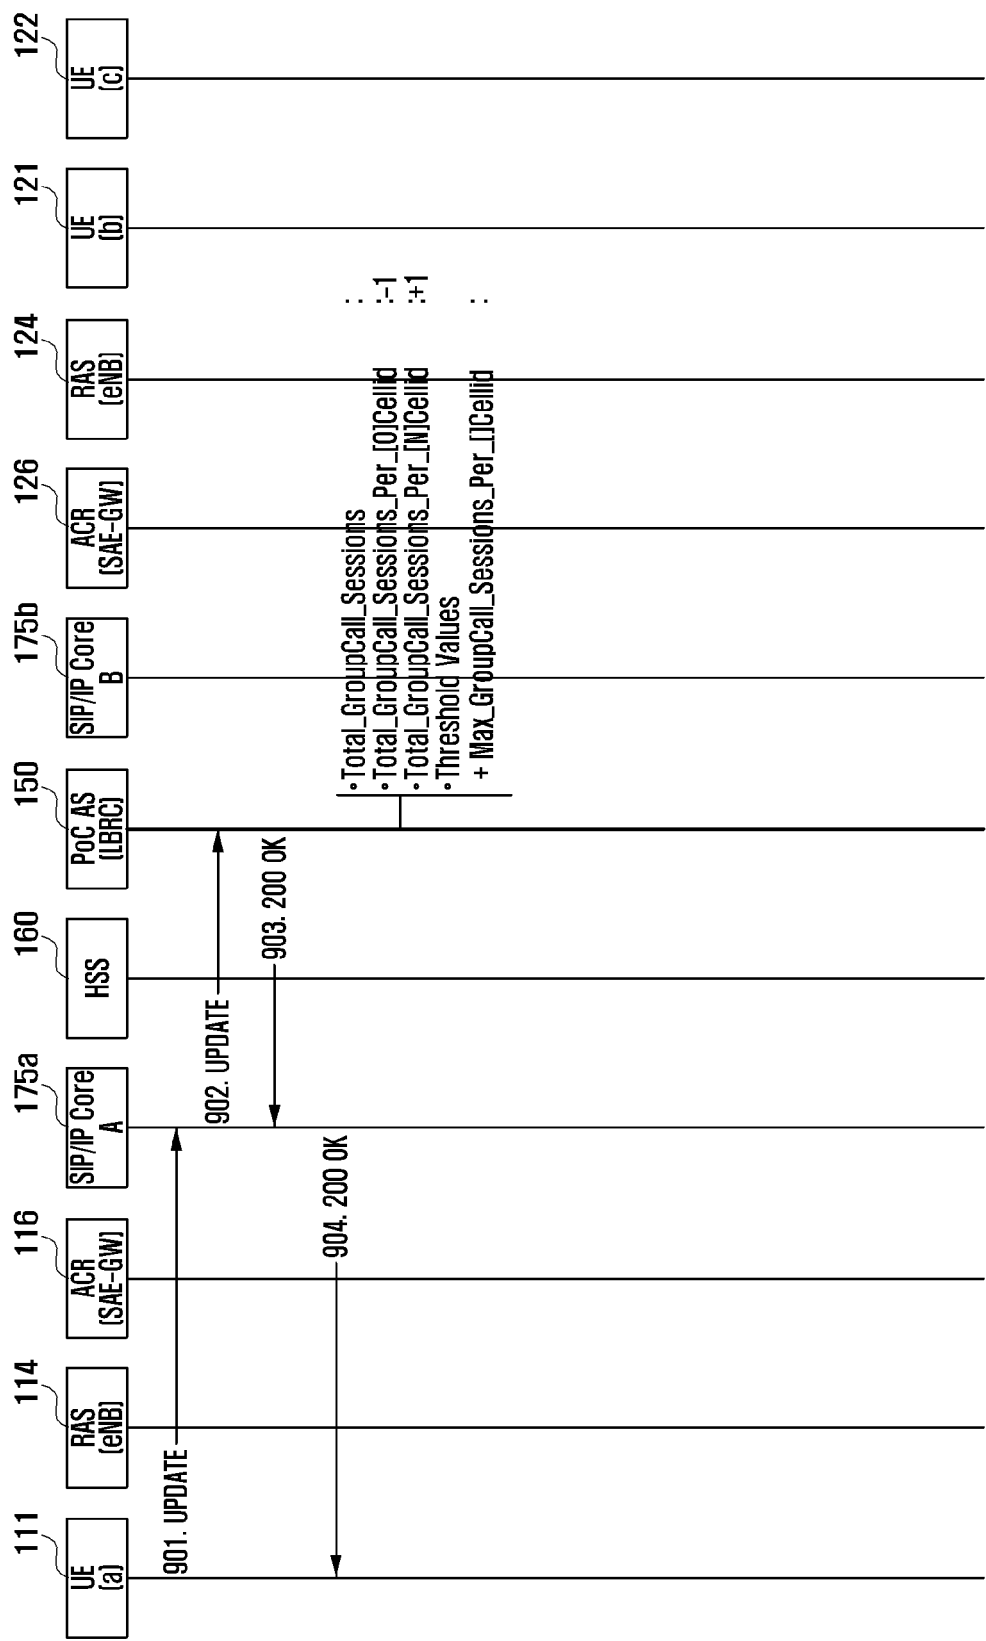 111
114
116
175a
160
150
175b
126
124
121
122
UE
(a)
RAS
(eNB)
ACR
(SAE-GW)
SIP/IP Core
A
HSS
PoC AS
(LBRC)
SIP/IP Core
B
ACR
(SAE-GW)
RAS
(eNB)
UE
(b)
UE
(c)
901. UPDATE
902. UPDATE
903. 200 OK
904. 200 OK
∘ Total_GroupCall_Sessions :
∘ Total_GroupCall_Sessions_Per_[O]Cellid :-1
∘ Total_GroupCall_Sessions_Per_[N]Cellid :+1
∘ Threshold Values
+ Max_GroupCall_Sessions_Per_[]Cellid :